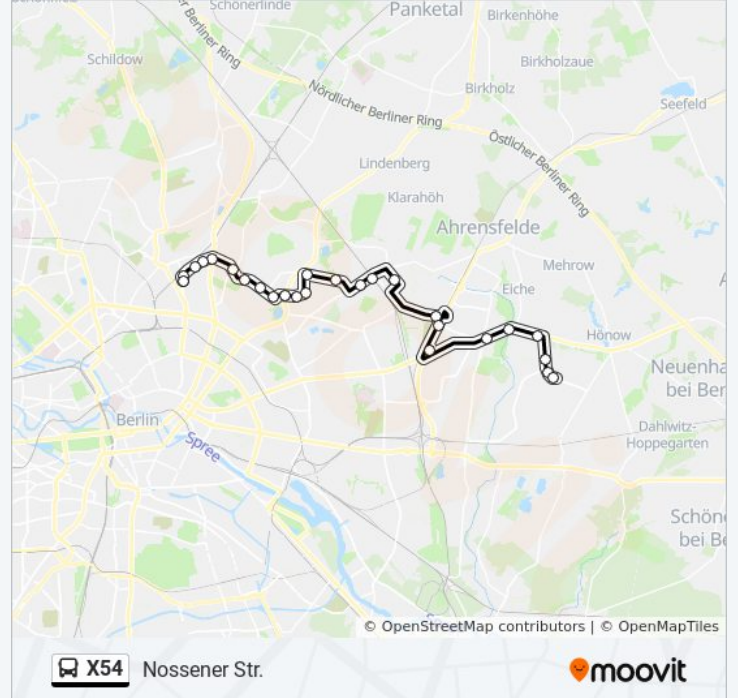 Schönerlinde
Panketal
Birkenhöhe
er Berliner Ring
Schildow
Birkholzaue
Nördlicher Berliner Ring
Birkholz
Seefeld
Östlicher Berliner Ring
Lindenberg
Klarahöh
Ahrensfelde
Mehrow
Eiche
Hönow
Neuenha
bei Ber
Berlin
Spree
Dahlwitz-
Hoppegarten
Schöne
bei Be
© OpenStreetMap contributors | © OpenMapTiles
X54 Nossener Str.
moovit